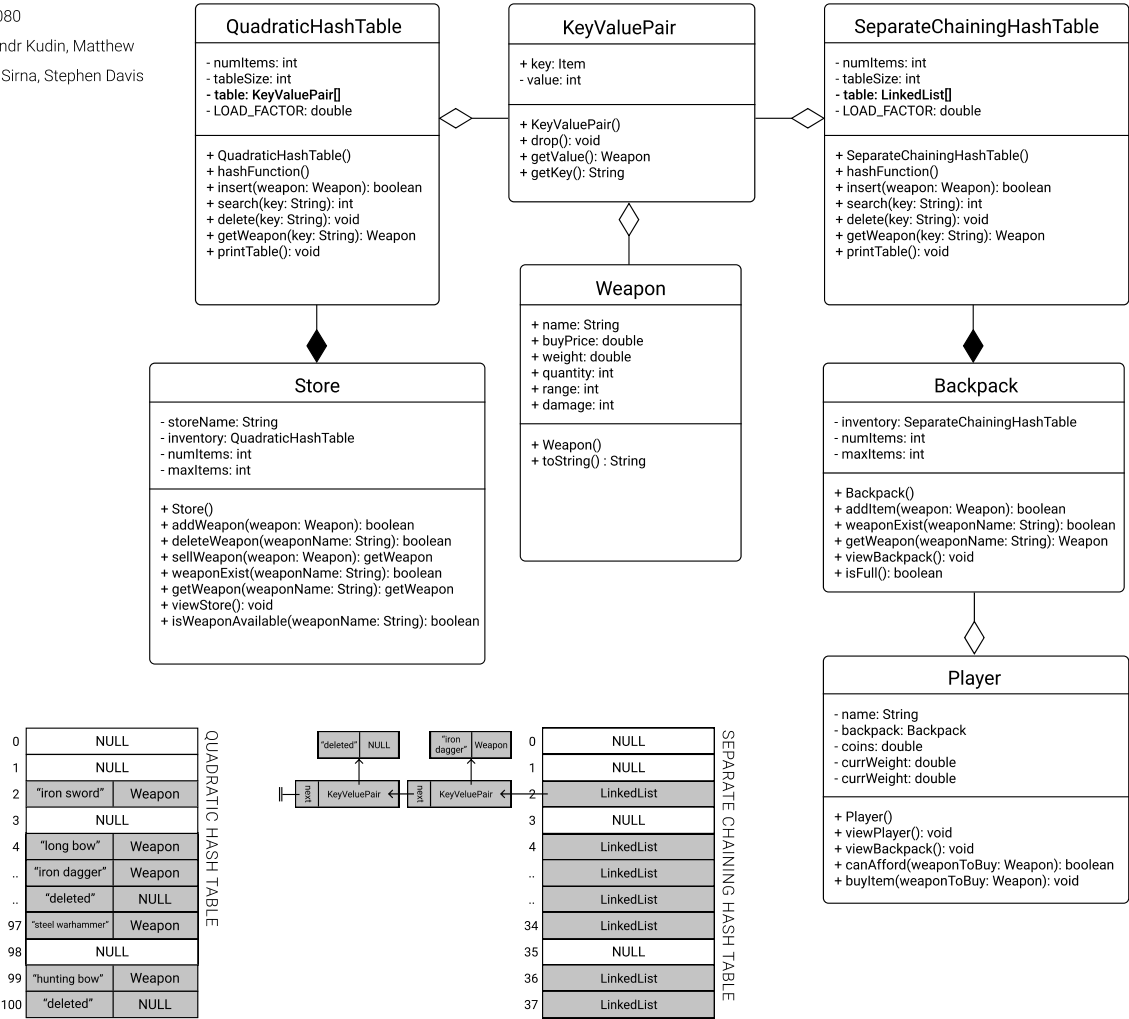 080
ndr Kudin, Matthew
Sirna, Stephen Davis
QuadraticHashTable
- numItems: int
- tableSize: int
- table: KeyValuePair[]
- LOAD_FACTOR: double
+ QuadraticHashTable()
+ hashFunction()
+ insert(weapon: Weapon): boolean
+ search(key: String): int
+ delete(key: String): void
+ getWeapon(key: String): Weapon
+ printTable(): void
KeyValuePair
+ key: Item
- value: int
+ KeyValuePair()
+ drop(): void
+ getValue(): Weapon
+ getKey(): String
SeparateChainingHashTable
- numItems: int
- tableSize: int
- table: LinkedList[]
- LOAD_FACTOR: double
+ SeparateChainingHashTable()
+ hashFunction()
+ insert(weapon: Weapon): boolean
+ search(key: String): int
+ delete(key: String): void
+ getWeapon(key: String): Weapon
+ printTable(): void
Weapon
+ name: String
+ buyPrice: double
+ weight: double
+ quantity: int
+ range: int
+ damage: int
+ Weapon()
+ toString() : String
Store
- storeName: String
- inventory: QuadraticHashTable
- numItems: int
- maxItems: int
+ Store()
+ addWeapon(weapon: Weapon): boolean
+ deleteWeapon(weaponName: String): boolean
+ sellWeapon(weapon: Weapon): getWeapon
+ weaponExist(weaponName: String): boolean
+ getWeapon(weaponName: String): getWeapon
+ viewStore(): void
+ isWeaponAvailable(weaponName: String): boolean
Backpack
- inventory: SeparateChainingHashTable
- numItems: int
- maxItems: int
+ Backpack()
+ addItem(weapon: Weapon): boolean
+ weaponExist(weaponName: String): boolean
+ getWeapon(weaponName: String): Weapon
+ viewBackpack(): void
+ isFull(): boolean
Player
- name: String
- backpack: Backpack
- coins: double
- currWeight: double
- currWeight: double
+ Player()
+ viewPlayer(): void
+ viewBackpack(): void
+ canAfford(weaponToBuy: Weapon): boolean
+ buyItem(weaponToBuy: Weapon): void
0 NULL
1 NULL
2 “iron sword” Weapon
3 NULL
4 “long bow” Weapon
.. “iron dagger” Weapon
.. “deleted” NULL
97 “steel warhammer” Weapon
98 NULL
99 “hunting bow” Weapon
100 “deleted” NULL
QUADRATIC HASH TABLE
“deleted” NULL
“iron
dagger” Weapon
next KeyVeluePair
next KeyVeluePair
0 NULL
1 NULL
2 LinkedList
3 NULL
4 LinkedList
.. LinkedList
.. LinkedList
34 LinkedList
35 NULL
36 LinkedList
37 LinkedList
SEPARATE CHAINING HASH TABLE